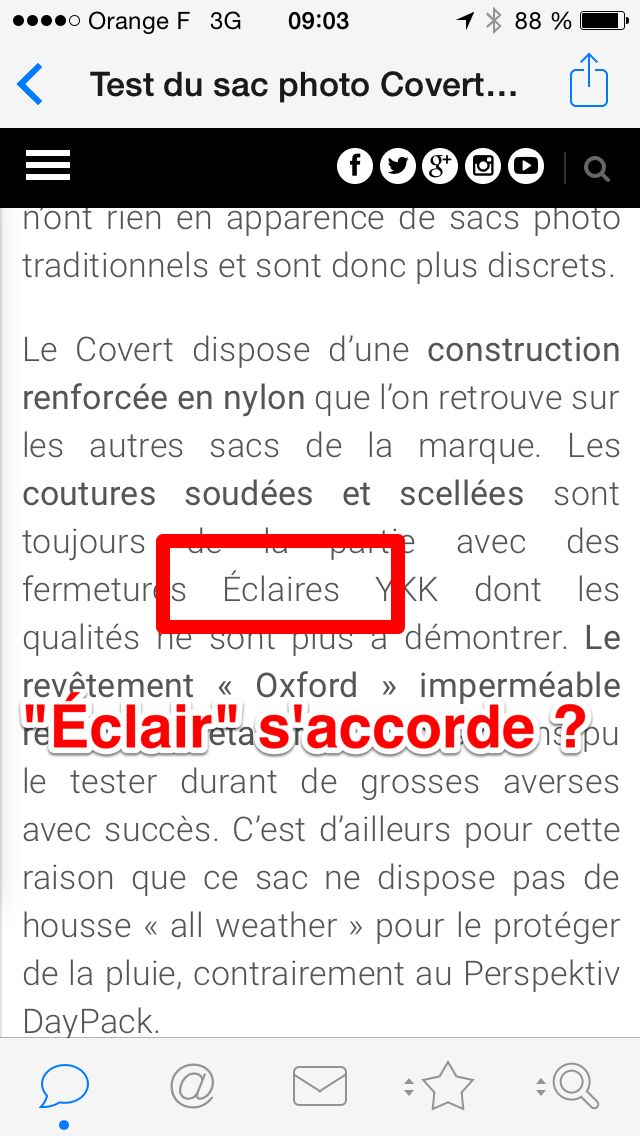 Orange F 3G 09:03 88 %
Test du sac photo Covert...
n’ont rien en apparence de sacs photo
traditionnels et sont donc plus discrets.
Le Covert dispose d’une construction
renforcée en nylon que l’on retrouve sur
les autres sacs de la marque. Les
coutures soudées et scellées sont
toujours de la partie avec des
fermetures Éclaires YKK dont les
qualités ne sont plus à démontrer. Le
revêtement « Oxford » imperméable
"Éclair" s'accorde ?
pu
le tester durant de grosses averses
avec succès. C’est d’ailleurs pour cette
raison que ce sac ne dispose pas de
housse « all weather » pour le protéger
de la pluie, contrairement au Perspektiv
DayPack.